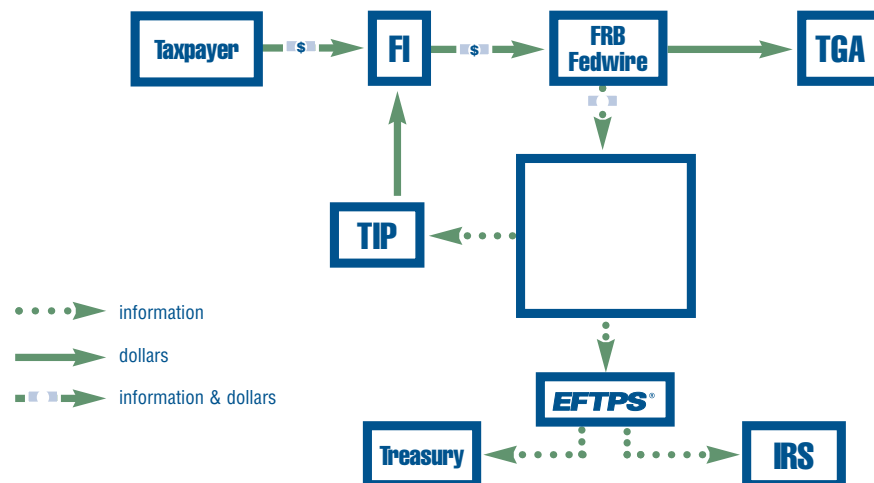 Taxpayer
$
FI
$
FRB
Fedwire
TGA
TIP
information
dollars
information & dollars
EFTPS®
Treasury
IRS